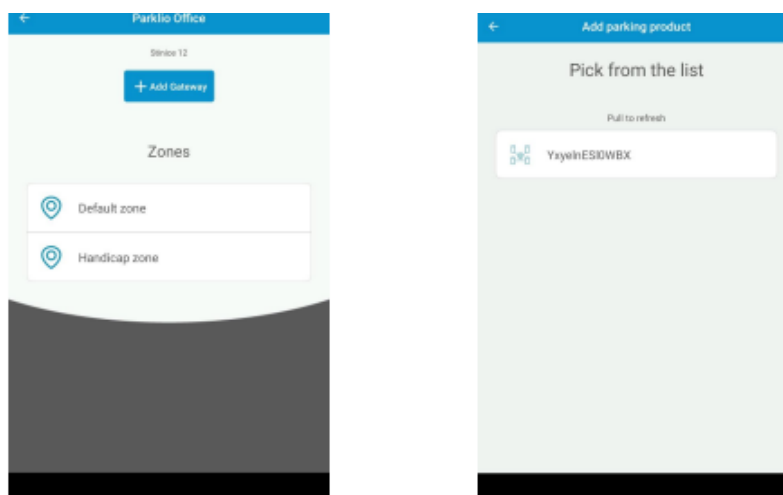 Parklio Office
Stinice 12
+ Add Gateway
Zones
Default zone
Handicap zone
Add parking product
Pick from the list
Pull to refresh
YxyelnESI0WBX